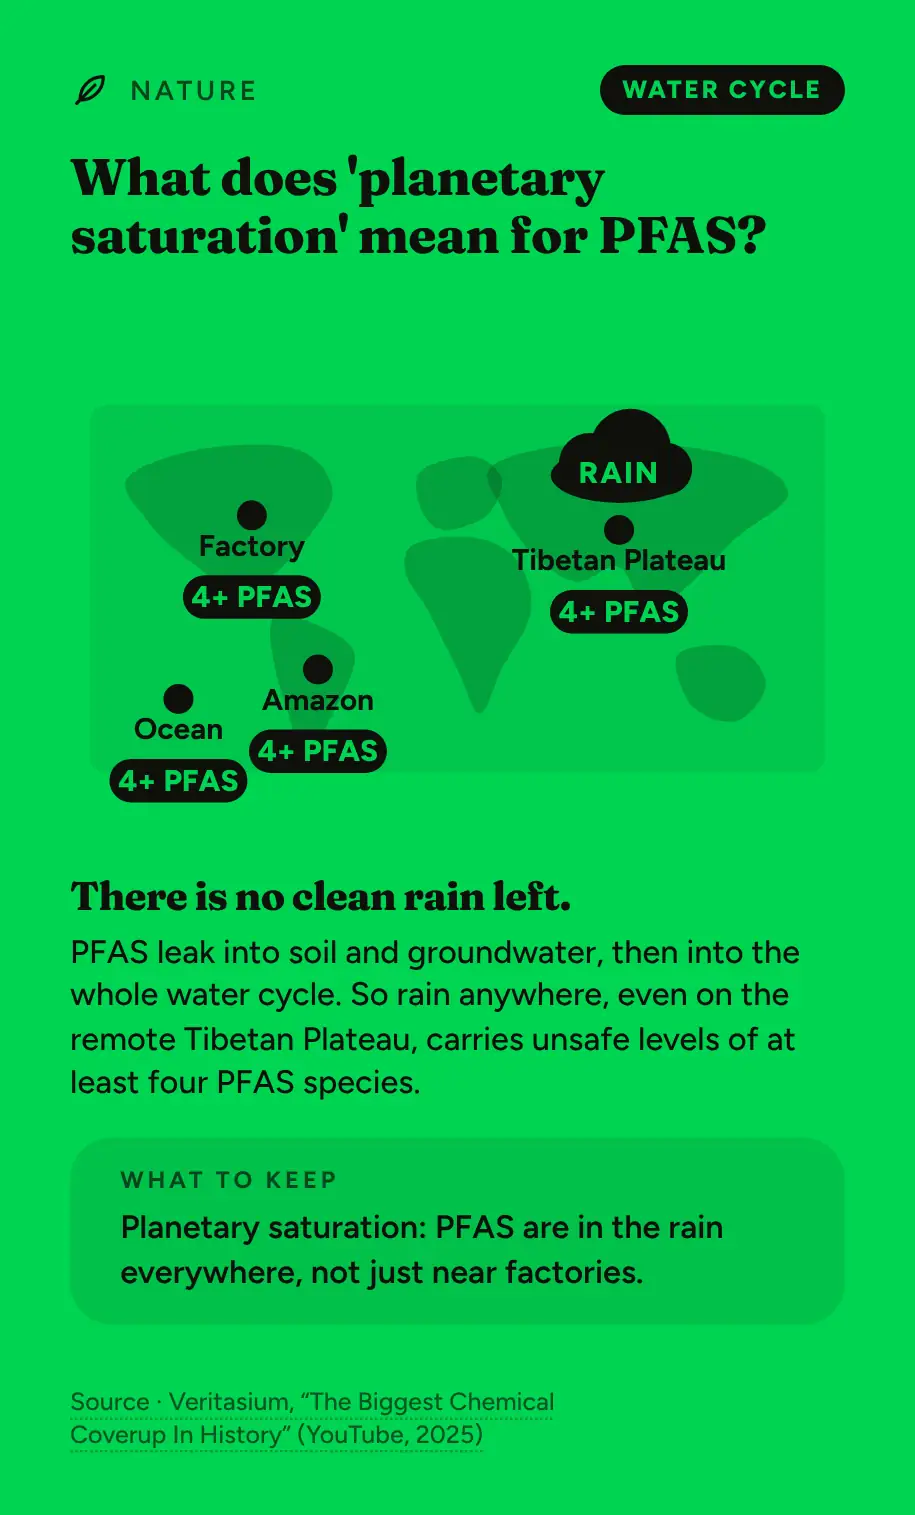 NATURE
WATER CYCLE
What does 'planetary
saturation' mean for PFAS?
RAIN
Factory
4+ PFAS
Tibetan Plateau
4+ PFAS
Amazon
4+ PFAS
Ocean
4+ PFAS
There is no clean rain left.
PFAS leak into soil and groundwater, then into the
whole water cycle. So rain anywhere, even on the
remote Tibetan Plateau, carries unsafe levels of at
least four PFAS species.
WHAT TO KEEP
Planetary saturation: PFAS are in the rain
everywhere, not just near factories.
Source · Veritasium, “The Biggest Chemical
Coverup In History” (YouTube, 2025)